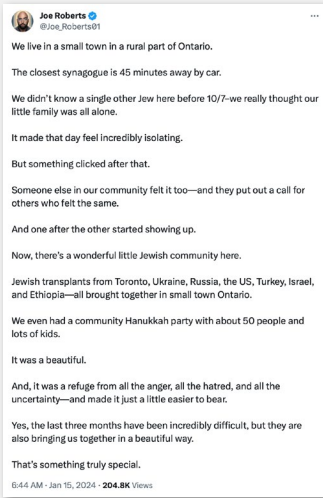 Joe Roberts
@Joe_Roberts01
We live in a small town in a rural part of Ontario.
The closest synagogue is 45 minutes away by car.
We didn't know a single other Jew here before 10/7–we really thought our
little family was all alone.
It made that day feel incredibly isolating.
But something clicked after that.
Someone else in our community felt it too—and they put out a call for
others who felt the same.
And one after the other started showing up.
Now, there's a wonderful little Jewish community here.
Jewish transplants from Toronto, Ukraine, Russia, the US, Turkey, Israel,
and Ethiopia—all brought together in small town Ontario.
We even had a community Hanukkah party with about 50 people and
lots of kids.
It was a beautiful.
And, it was a refuge from all the anger, all the hatred, and all the
uncertainty—and made it just a little easier to bear.
Yes, the last three months have been incredibly difficult, but they are
also bringing us together in a beautiful way.
That's something truly special.
6:44 AM · Jan 15, 2024 · 204.8K Views